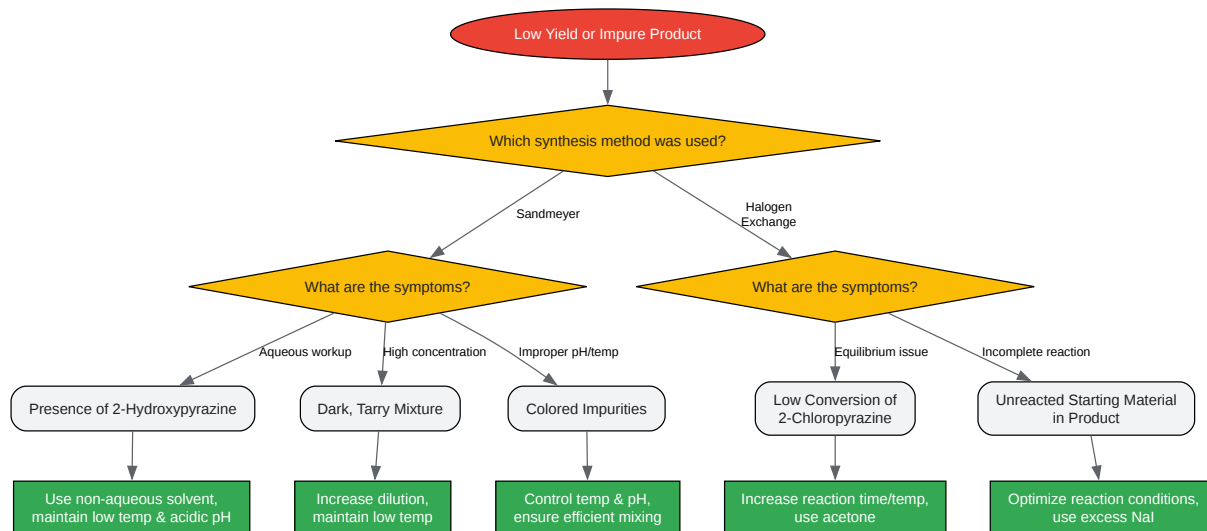 Low Yield or Impure Product
Which synthesis method was used?
Sandmeyer
Halogen
Exchange
What are the symptoms?
What are the symptoms?
Aqueous workup
High concentration
Improper pH/temp
Equilibrium issue
Incomplete reaction
Presence of 2-Hydroxypyrazine
Dark, Tarry Mixture
Colored Impurities
Low Conversion of
2-Chloropyrazine
Unreacted Starting Material
in Product
Use non-aqueous solvent,
maintain low temp & acidic pH
Increase dilution,
maintain low temp
Control temp & pH,
ensure efficient mixing
Increase reaction time/temp,
use acetone
Optimize reaction conditions,
use excess NaI